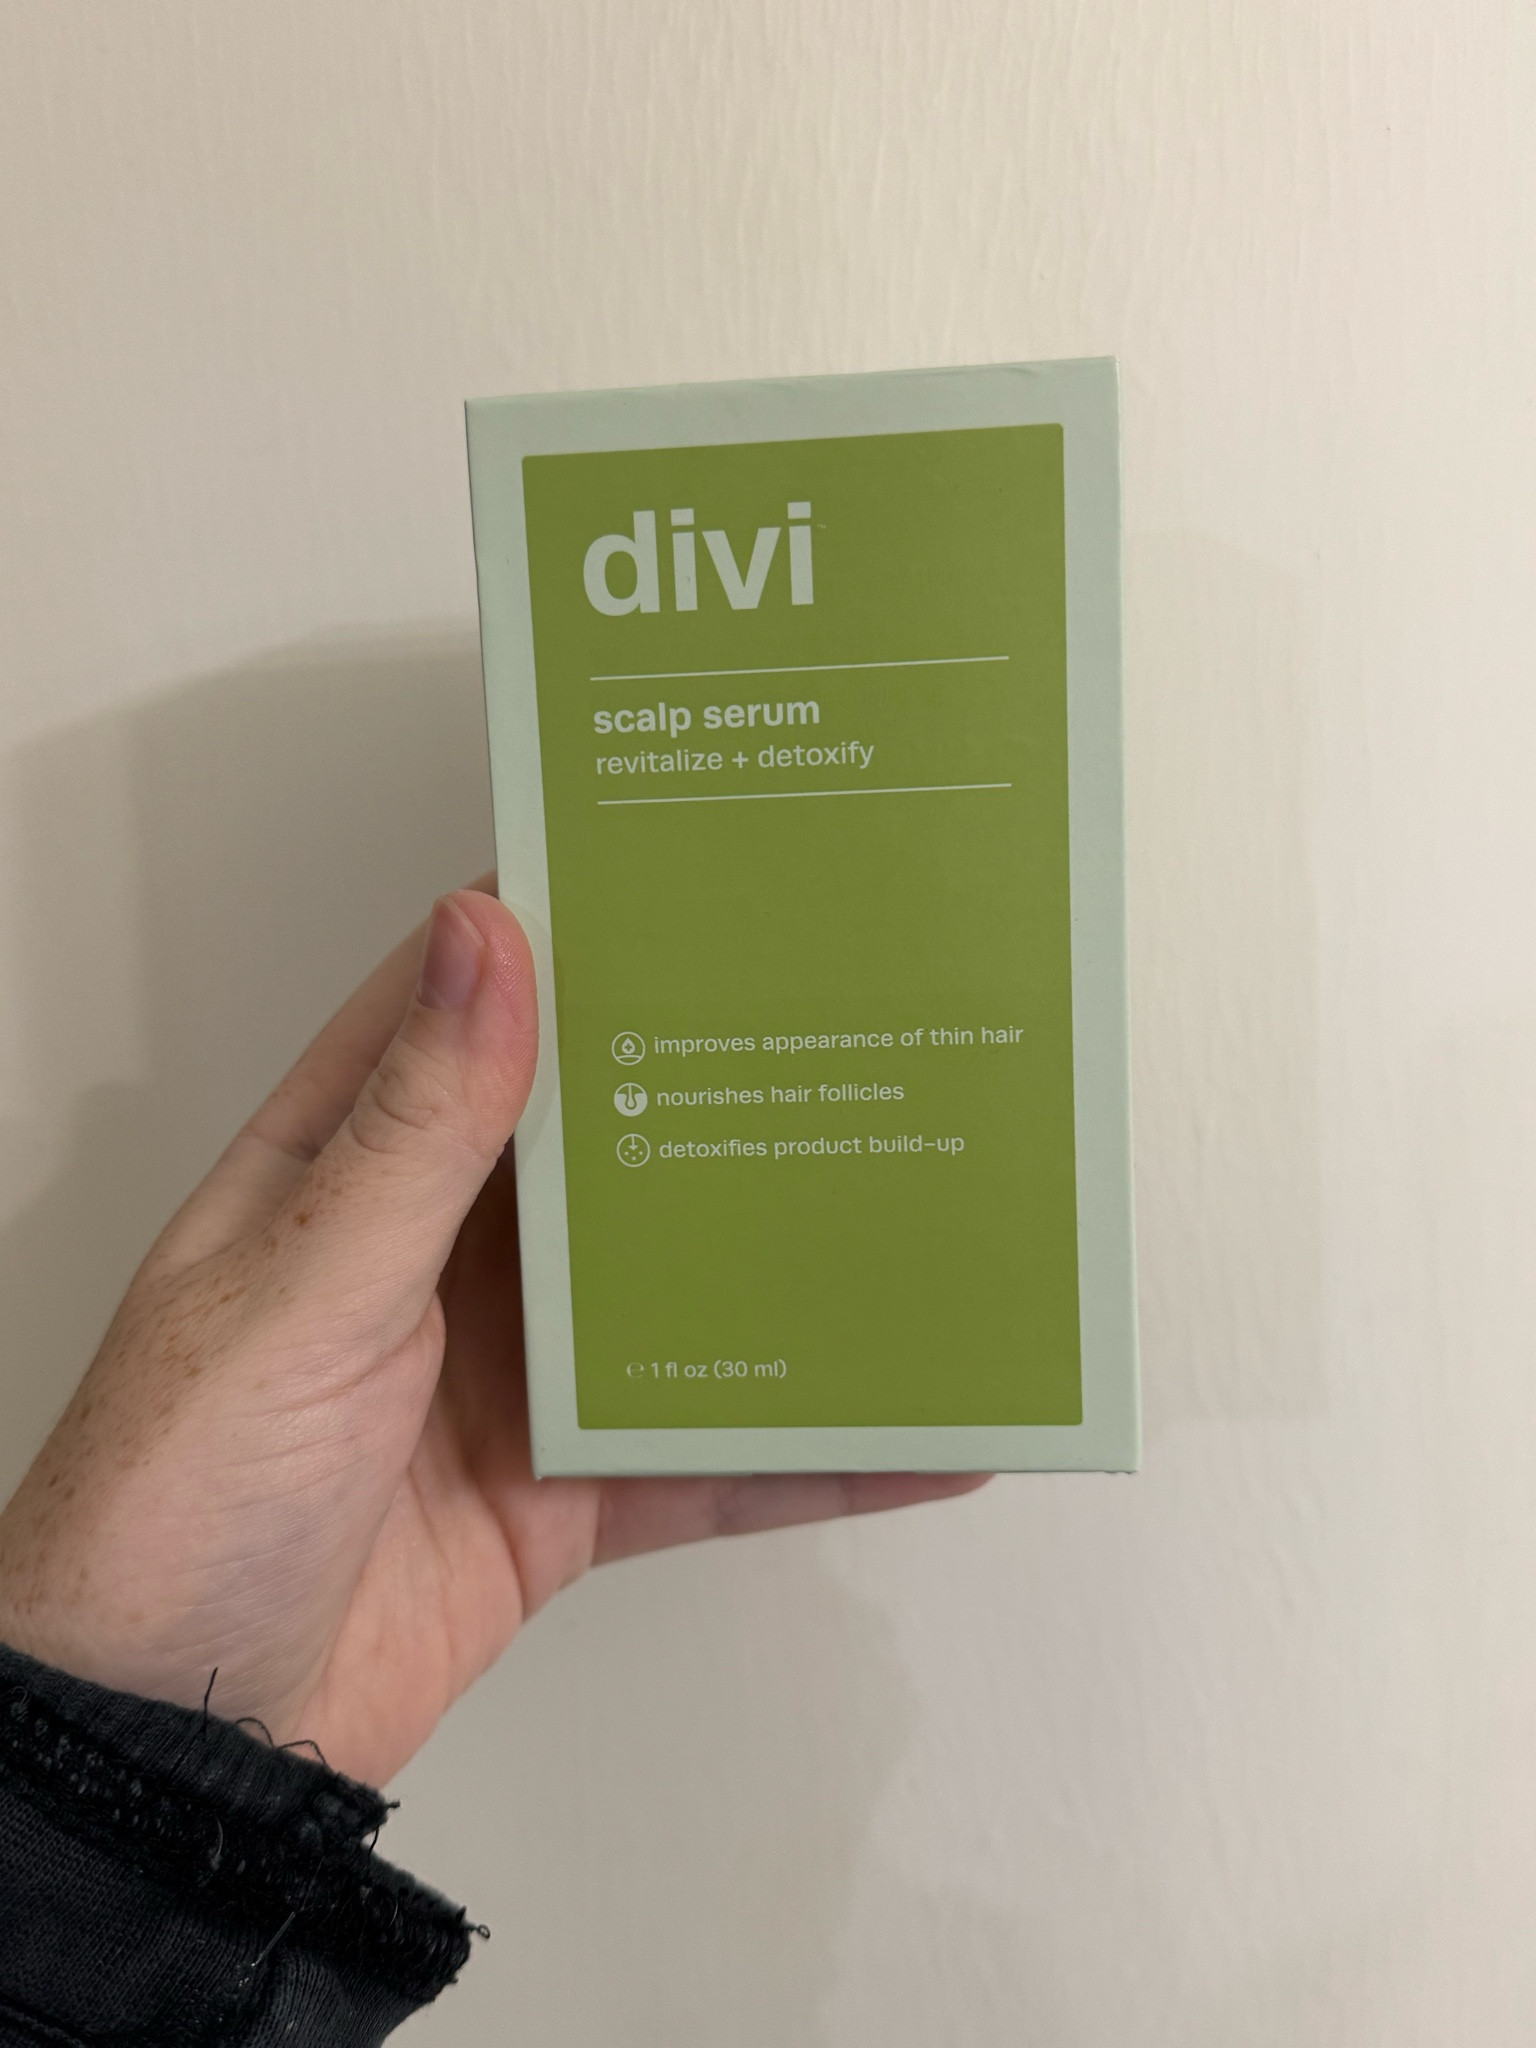 divi™
scalp serum
revitalize + detoxify
improves appearance of thin hair
nourishes hair follicles
detoxifies product build-up
℮ 1 fl oz (30 ml)